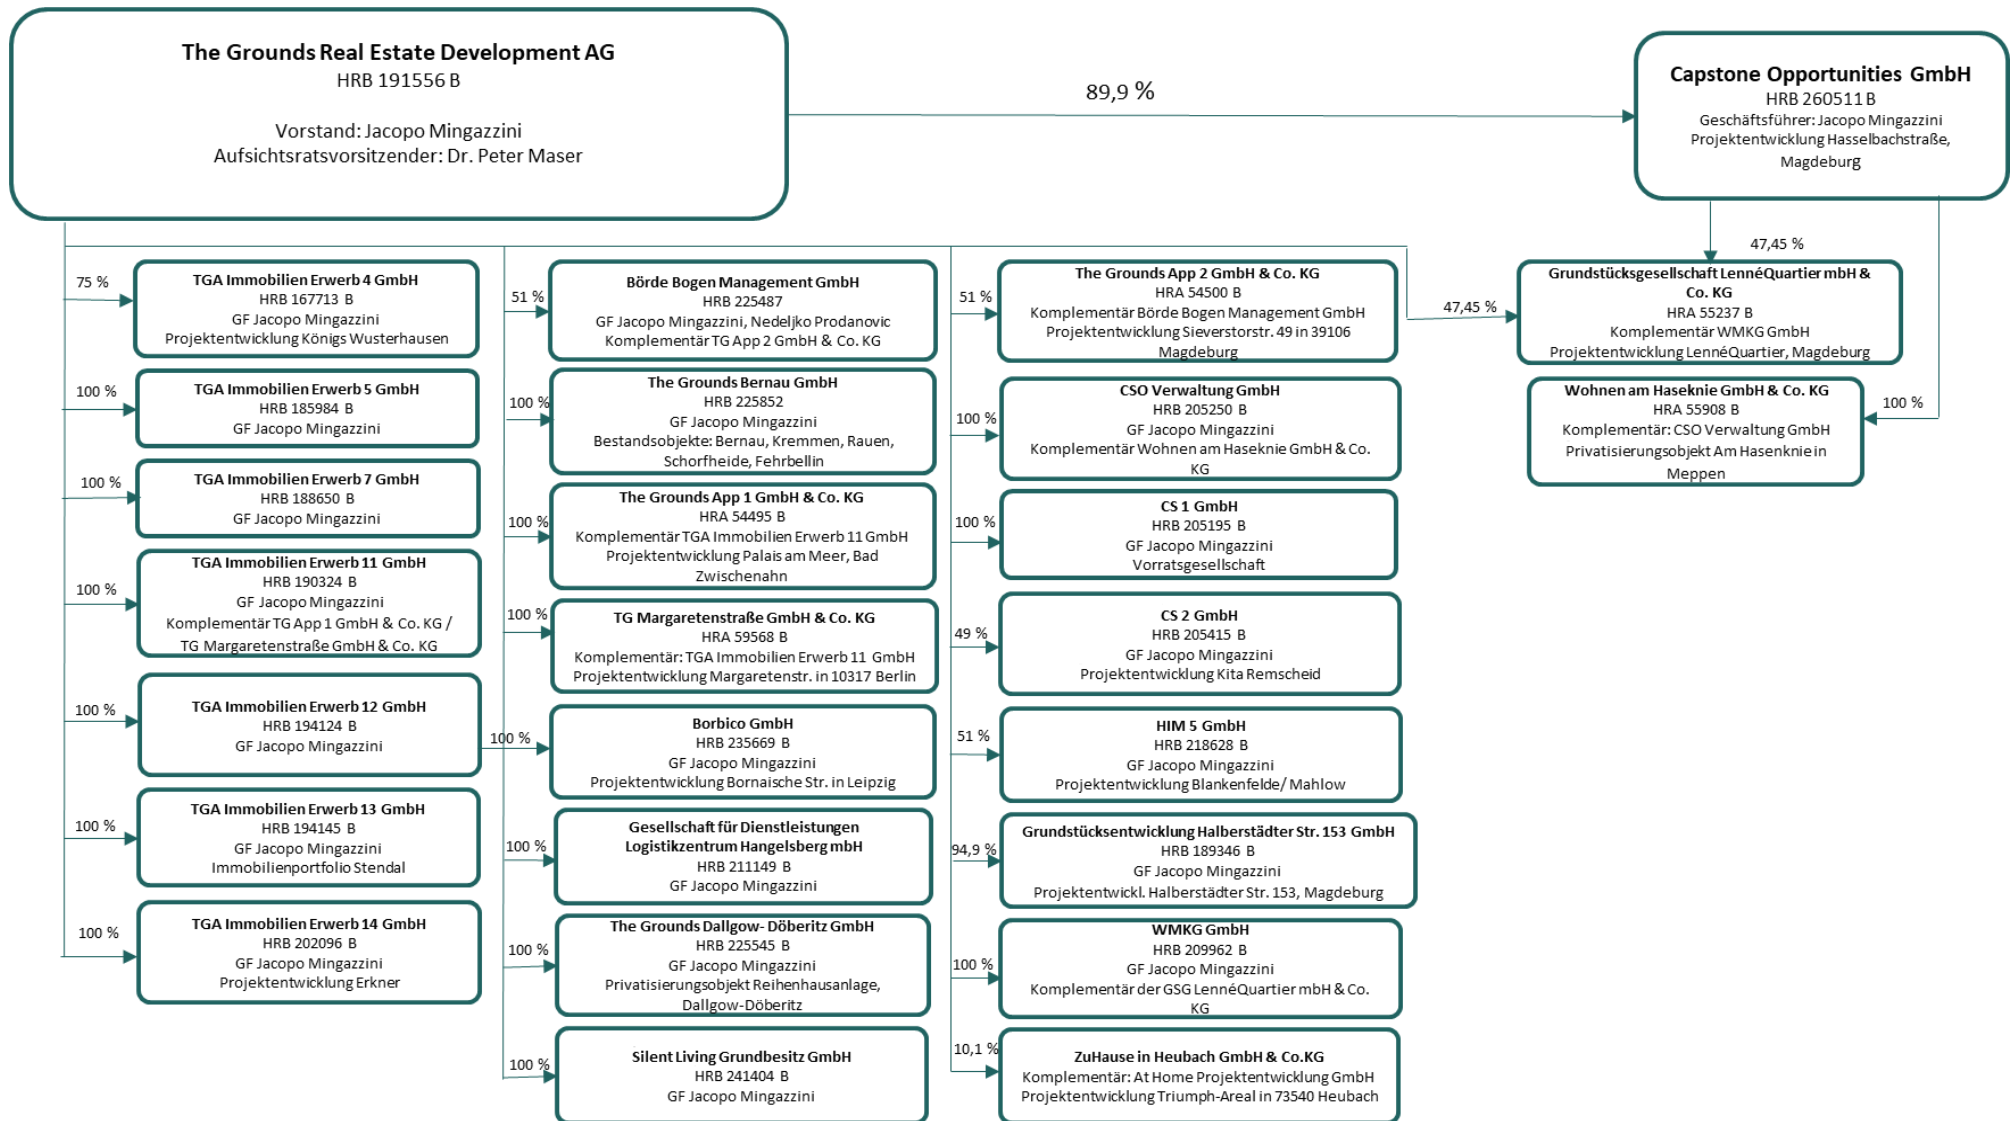 The Grounds Real Estate Development AG
HRB 191556 B
Vorstand: Jacopo Mingazzini
Aufsichtsratsvorsitzender: Dr. Peter Maser
89,9 %
Capstone Opportunities GmbH
HRB 260511 B
Geschäftsführer: Jacopo Mingazzini
Projektentwicklung Hasselbachstraße,
Magdeburg
75 %
TGA Immobilien Erwerb 4 GmbH
HRB 167713 B
GF Jacopo Mingazzini
Projektentwicklung Königs Wusterhausen
100 %
TGA Immobilien Erwerb 5 GmbH
HRB 185984 B
GF Jacopo Mingazzini
100 %
TGA Immobilien Erwerb 7 GmbH
HRB 188650 B
GF Jacopo Mingazzini
100 %
TGA Immobilien Erwerb 11 GmbH
HRB 190324 B
GF Jacopo Mingazzini
Komplementär TG App 1 GmbH & Co. KG /
TG Margaretenstraße GmbH & Co. KG
100 %
TGA Immobilien Erwerb 12 GmbH
HRB 194124 B
GF Jacopo Mingazzini
100 %
TGA Immobilien Erwerb 13 GmbH
HRB 194145 B
GF Jacopo Mingazzini
Immobilienportfolio Stendal
100 %
TGA Immobilien Erwerb 14 GmbH
HRB 202096 B
GF Jacopo Mingazzini
Projektentwicklung Erkner
51 %
Börde Bogen Management GmbH
HRB 225487
GF Jacopo Mingazzini, Nedeljko Prodanovic
Komplementär TG App 2 GmbH & Co. KG
100 %
The Grounds Bernau GmbH
HRB 225852
GF Jacopo Mingazzini
Bestandsobjekte: Bernau, Kremmen, Rauen,
Schorfheide, Fehrbellin
100 %
The Grounds App 1 GmbH & Co. KG
HRA 54495 B
Komplementär TGA Immobilien Erwerb 11 GmbH
Projektentwicklung Palais am Meer, Bad
Zwischenahn
100 %
TG Margaretenstraße GmbH & Co. KG
HRA 59568 B
Komplementär: TGA Immobilien Erwerb 11 GmbH
Projektentwicklung Margaretenstr. in 10317 Berlin
100 %
Borbico GmbH
HRB 235669 B
GF Jacopo Mingazzini
Projektentwicklung Bornaische Str. in Leipzig
100 %
Gesellschaft für Dienstleistungen
Logistikzentrum Hangelsberg mbH
HRB 211149 B
GF Jacopo Mingazzini
100 %
The Grounds Dallgow- Döberitz GmbH
HRB 225545 B
GF Jacopo Mingazzini
Privatisierungsobjekt Reihenhausanlage,
Dallgow-Döberitz
100 %
Silent Living Grundbesitz GmbH
HRB 241404 B
GF Jacopo Mingazzini
51 %
The Grounds App 2 GmbH & Co. KG
HRA 54500 B
Komplementär Börde Bogen Management GmbH
Projektentwicklung Sieverstorstr. 49 in 39106
Magdeburg
100 %
CSO Verwaltung GmbH
HRB 205250 B
GF Jacopo Mingazzini
Komplementär Wohnen am Haseknie GmbH & Co.
KG
100 %
CS 1 GmbH
HRB 205195 B
GF Jacopo Mingazzini
Vorratsgesellschaft
49 %
CS 2 GmbH
HRB 205415 B
GF Jacopo Mingazzini
Projektentwicklung Kita Remscheid
51 %
HIM 5 GmbH
HRB 218628 B
GF Jacopo Mingazzini
Projektentwicklung Blankenfelde/ Mahlow
94,9 %
Grundstücksentwicklung Halberstädter Str. 153 GmbH
HRB 189346 B
GF Jacopo Mingazzini
Projektentwickl. Halberstädter Str. 153, Magdeburg
100 %
WMKG GmbH
HRB 209962 B
GF Jacopo Mingazzini
Komplementär der GSG LennéQuartier mbH & Co.
KG
10,1 %
ZuHause in Heubach GmbH & Co.KG
Komplementär: At Home Projektentwicklung GmbH
Projektentwicklung Triumph-Areal in 73540 Heubach
47,45 %
47,45 %
Grundstücksgesellschaft LennéQuartier mbH &
Co. KG
HRA 55237 B
Komplementär WMKG GmbH
Projektentwicklung LennéQuartier, Magdeburg
100 %
Wohnen am Haseknie GmbH & Co. KG
HRA 55908 B
Komplementär: CSO Verwaltung GmbH
Privatisierungsobjekt Am Hasenknie in
Meppen